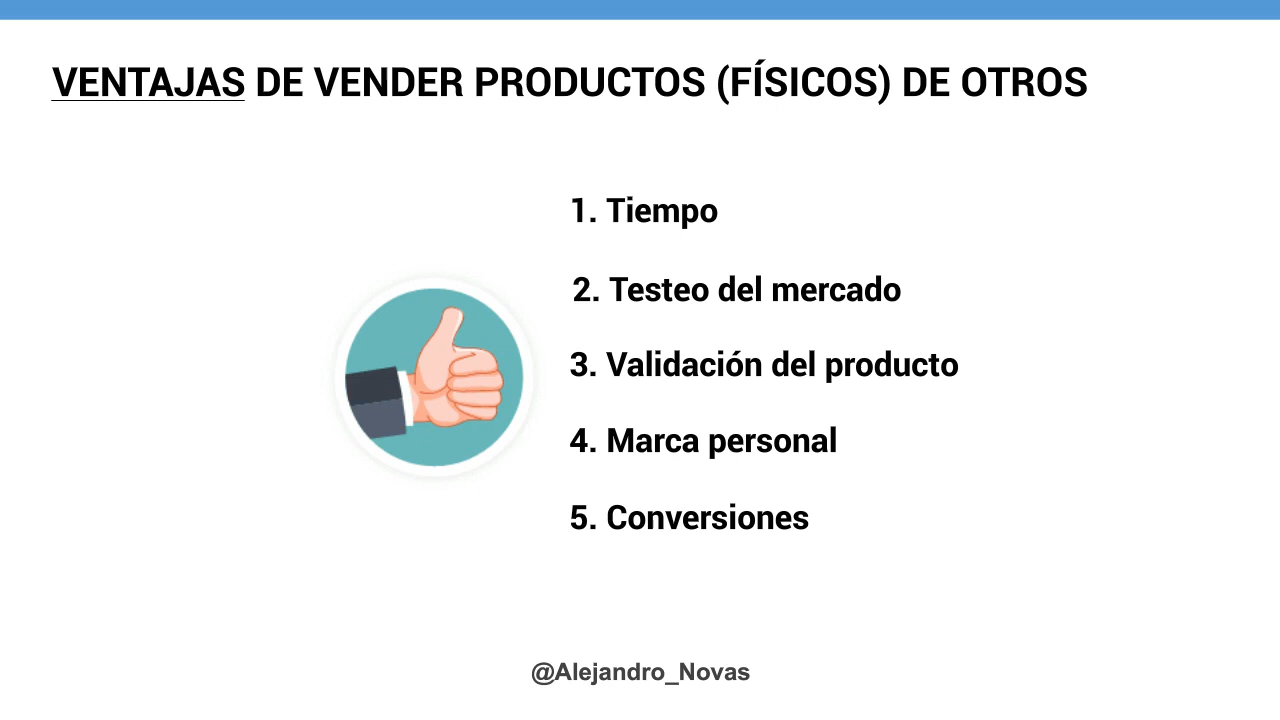 VENTAJAS DE VENDER PRODUCTOS (FÍSICOS) DE OTROS
1. Tiempo
2. Testeo del mercado
3. Validación del producto
4. Marca personal
5. Conversiones
@Alejandro_Novas